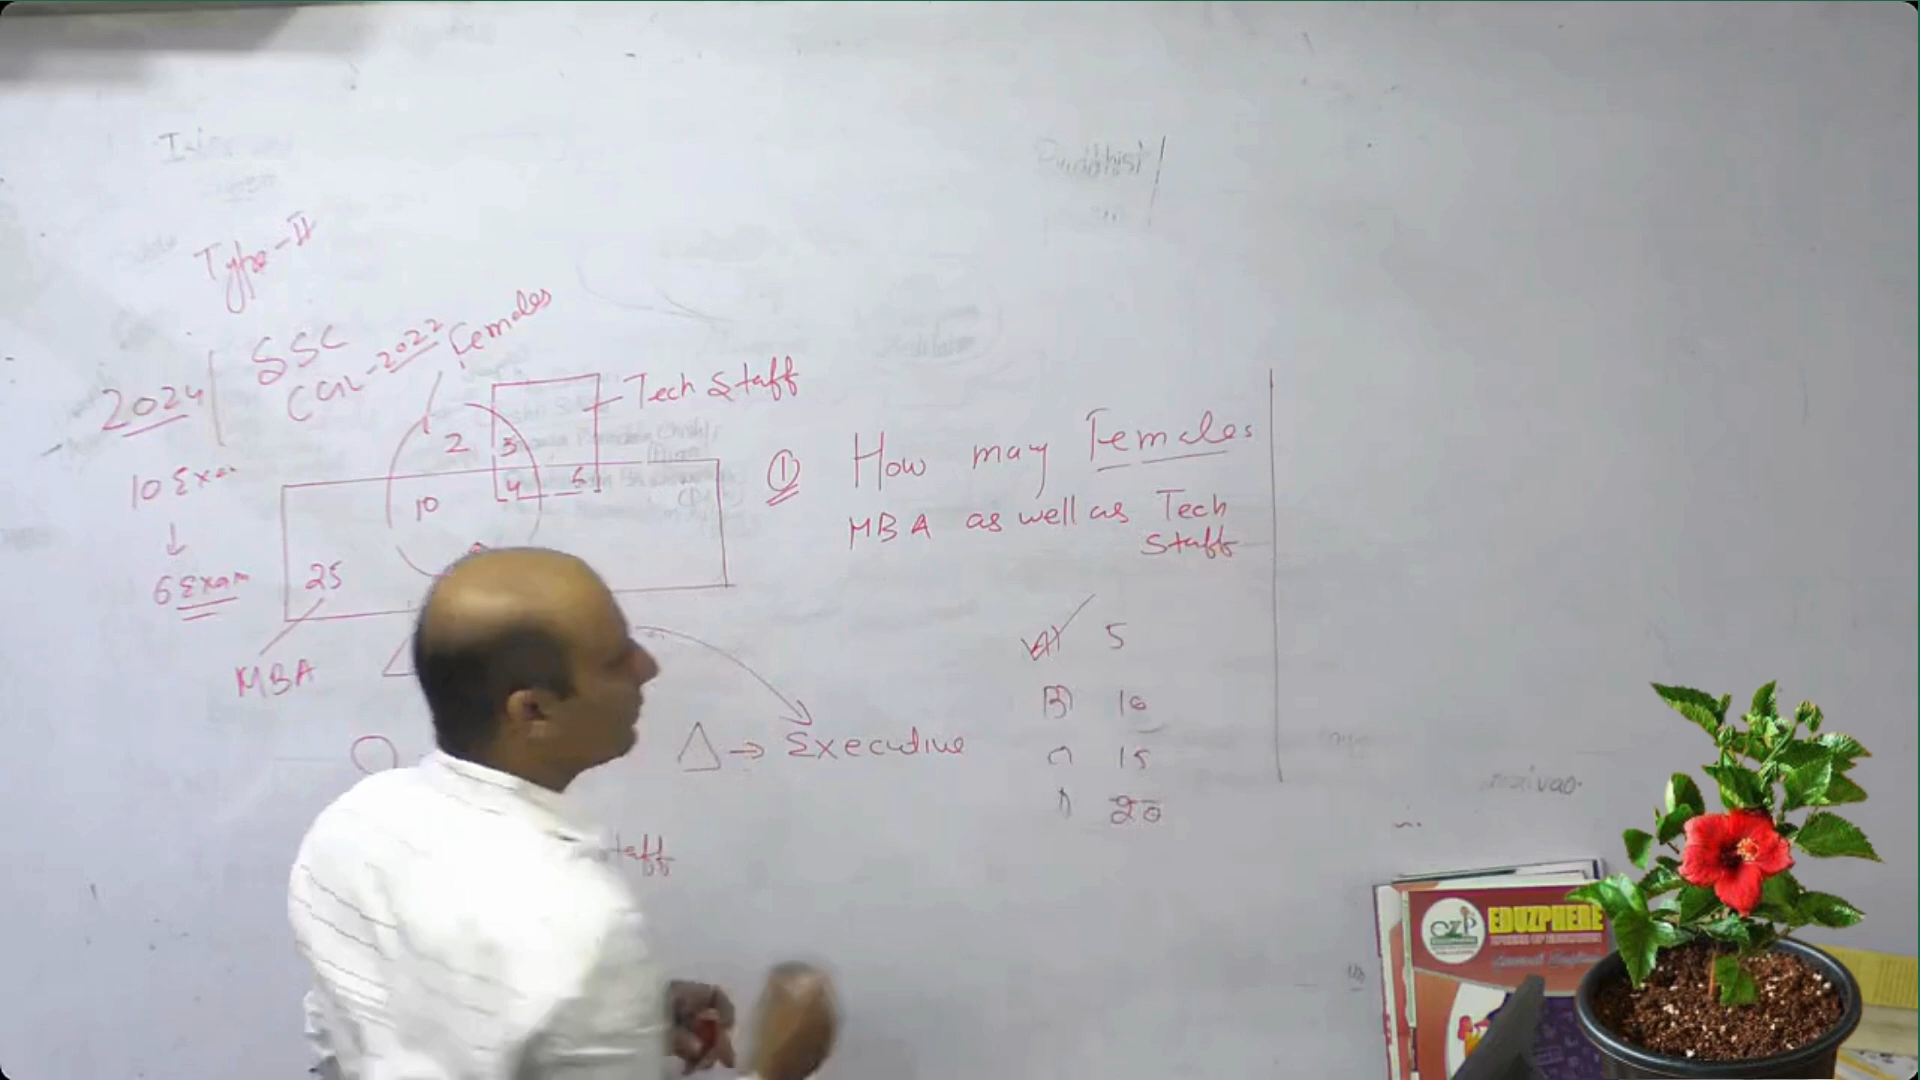 Type-II
SSC
CGL-2022
2024
Females
Tech Staff
2
3
4
10
25
10 Exam
↓
6 Exam
MBA
△ → Executive
taff
① How may Females
MBA as well as Tech
Staff
A) 5
B) 10
C) 15
D) 20
EDUZPHERE